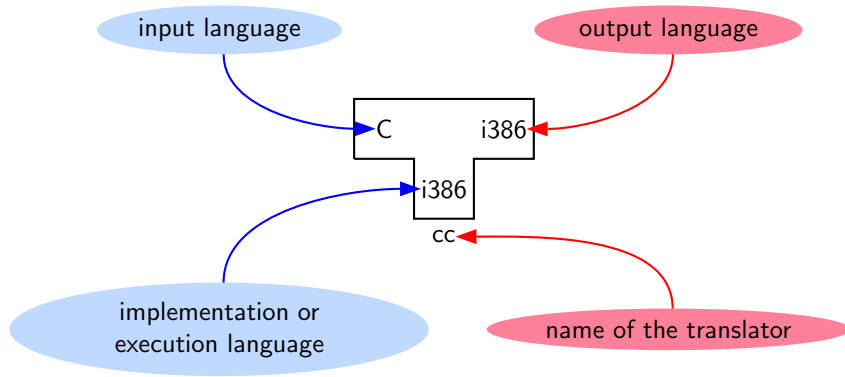 input language
output language
C
i386
i386
cc
implementation or
execution language
name of the translator